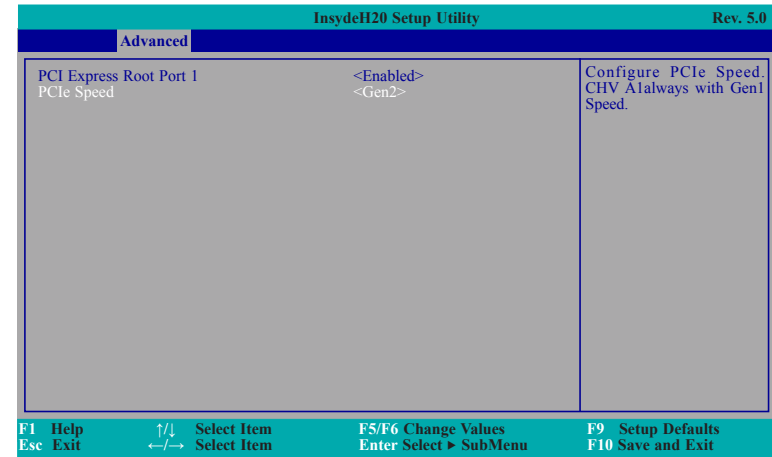 InsydeH20 Setup Utility Rev. 5.0
Advanced
PCI Express Root Port 1 <Enabled>
PCIe Speed <Gen2>
Configure PCIe Speed.
CHV A1always with Gen1
Speed.
F1 Help ↑/↓ Select Item F5/F6 Change Values F9 Setup Defaults
Esc Exit ←/→ Select Item Enter Select ▶ SubMenu F10 Save and Exit